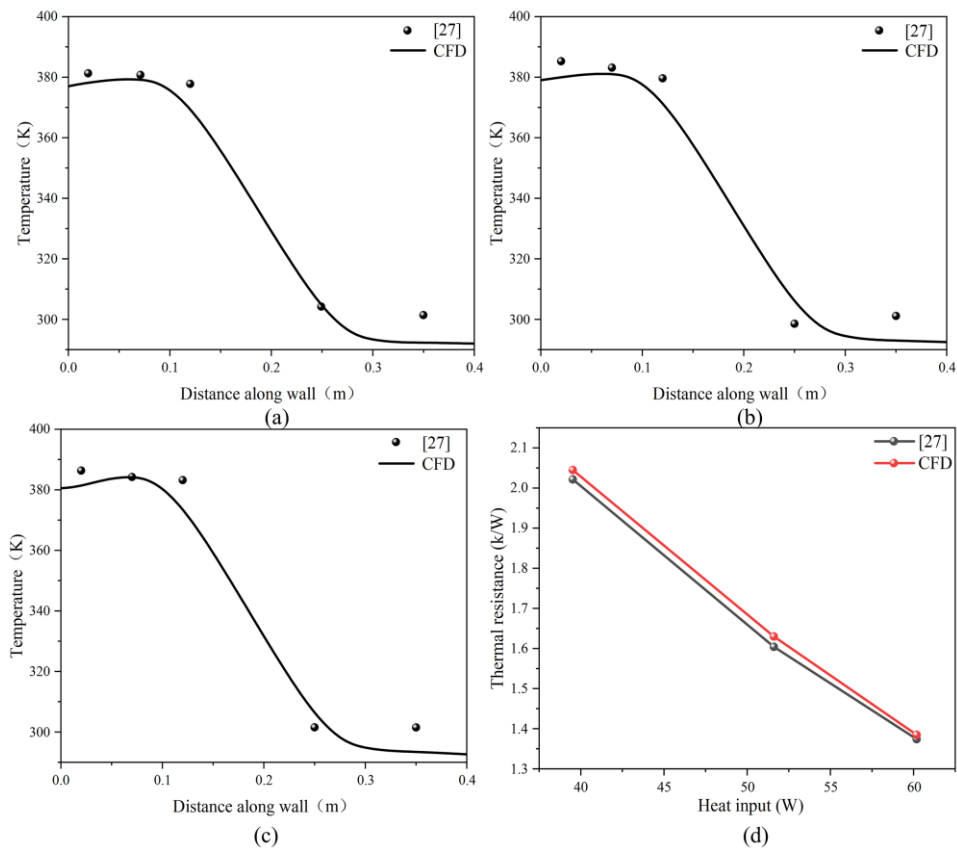 400
380
360
340
320
300
Temperature（K)
[27]
CFD
0.0 0.1 0.2 0.3 0.4
Distance along wall（m）
(a)
400
380
360
340
320
300
Temperature（K)
[27]
CFD
0.0 0.1 0.2 0.3 0.4
Distance along wall（m）
(b)
400
380
360
340
320
300
Temperature（K)
[27]
CFD
0.0 0.1 0.2 0.3 0.4
Distance along wall（m）
(c)
2.1
2.0
1.9
1.8
1.7
1.6
1.5
1.4
1.3
Thermal resistance (k/W)
[27]
CFD
40 45 50 55 60
Heat input (W)
(d)